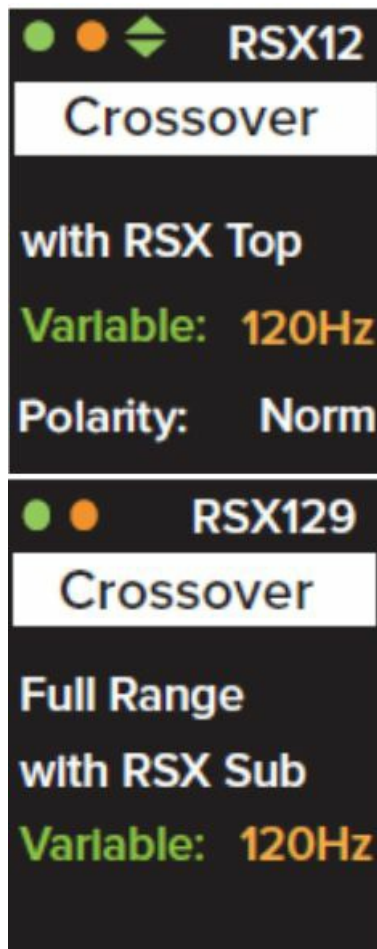 RSX12
Crossover
with RSX Top
Variable: 120Hz
Polarity: Norm
RSX129
Crossover
Full Range
with RSX Sub
Variable: 120Hz